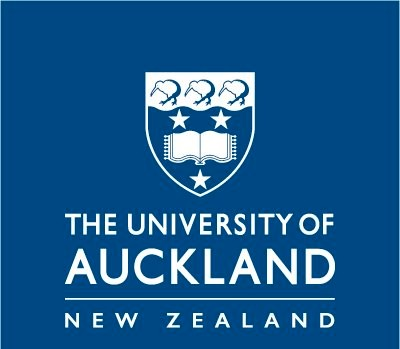 THE UNIVERSITY OF
AUCKLAND
NEW ZEALAND